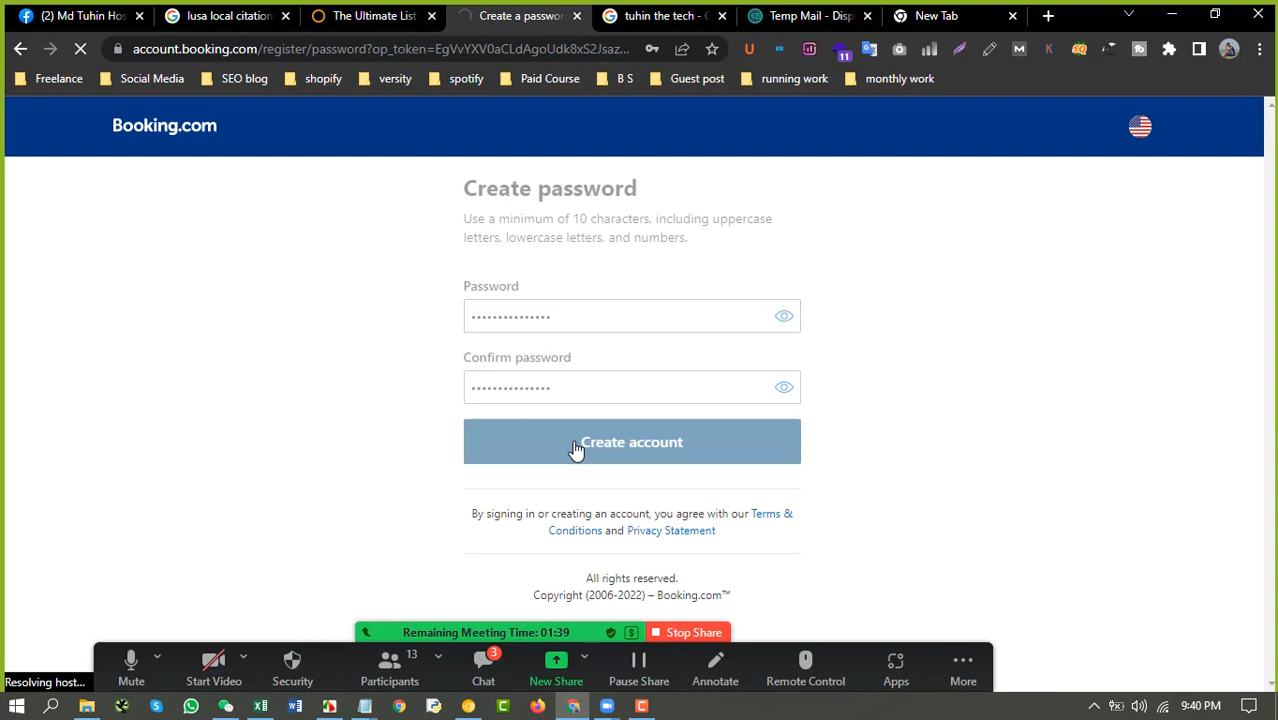 (2) Md Tuhin Hos
lusa local citation
The Ultimate List
Create a passwor
tuhin the tech - G
Temp Mail - Disp
New Tab
account.booking.com/register/password?op_token=EgVvYXV0aCLdAgoUdk8xS2Jsaz...
11
Freelance
Social Media
SEO blog
shopify
versity
spotify
Paid Course
B S
Guest post
running work
monthly work
Booking.com
Create password
Use a minimum of 10 characters, including uppercase
letters, lowercase letters, and numbers.
Password
Confirm password
Create account
By signing in or creating an account, you agree with our Terms &
Conditions and Privacy Statement
All rights reserved.
Copyright (2006-2022) – Booking.com™
Remaining Meeting Time: 01:39
Stop Share
13
3
Mute
Start Video
Security
Participants
Chat
New Share
Pause Share
Annotate
Remote Control
Apps
More
Resolving host...
9:40 PM